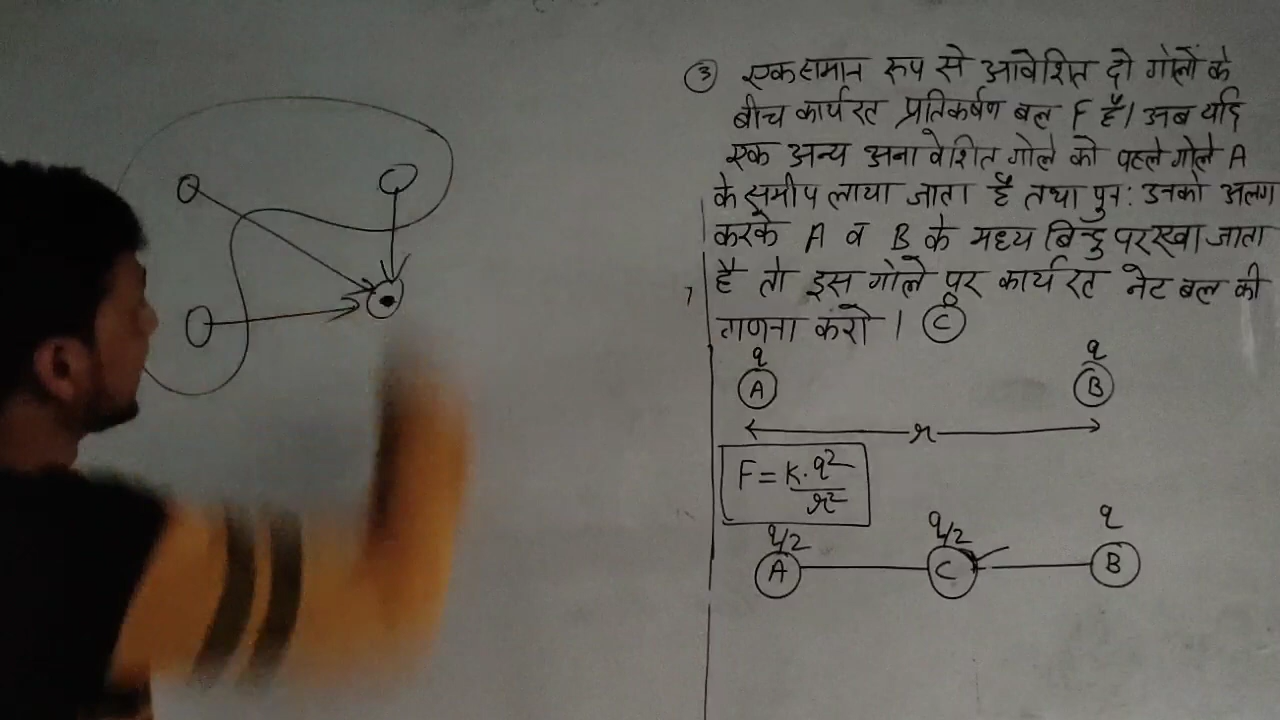 ③ एकसमान रुप से आवेशित दो गोलों के
बीच कार्यरत प्रतिकर्षण बल F है। अब यदि
एक अन्य अनावेशित गोले को पहले गोले A
के समीप लाया जाता है तथा पुन: उनको अलग
करके A व B के मध्य बिन्दु पर रखा जाता
है तो इस गोले पर कार्यरत नेट बल की
गणना करो।
0
C
q q
A B
r
F = K.q²/r²
q/2 q/2 q
A C B